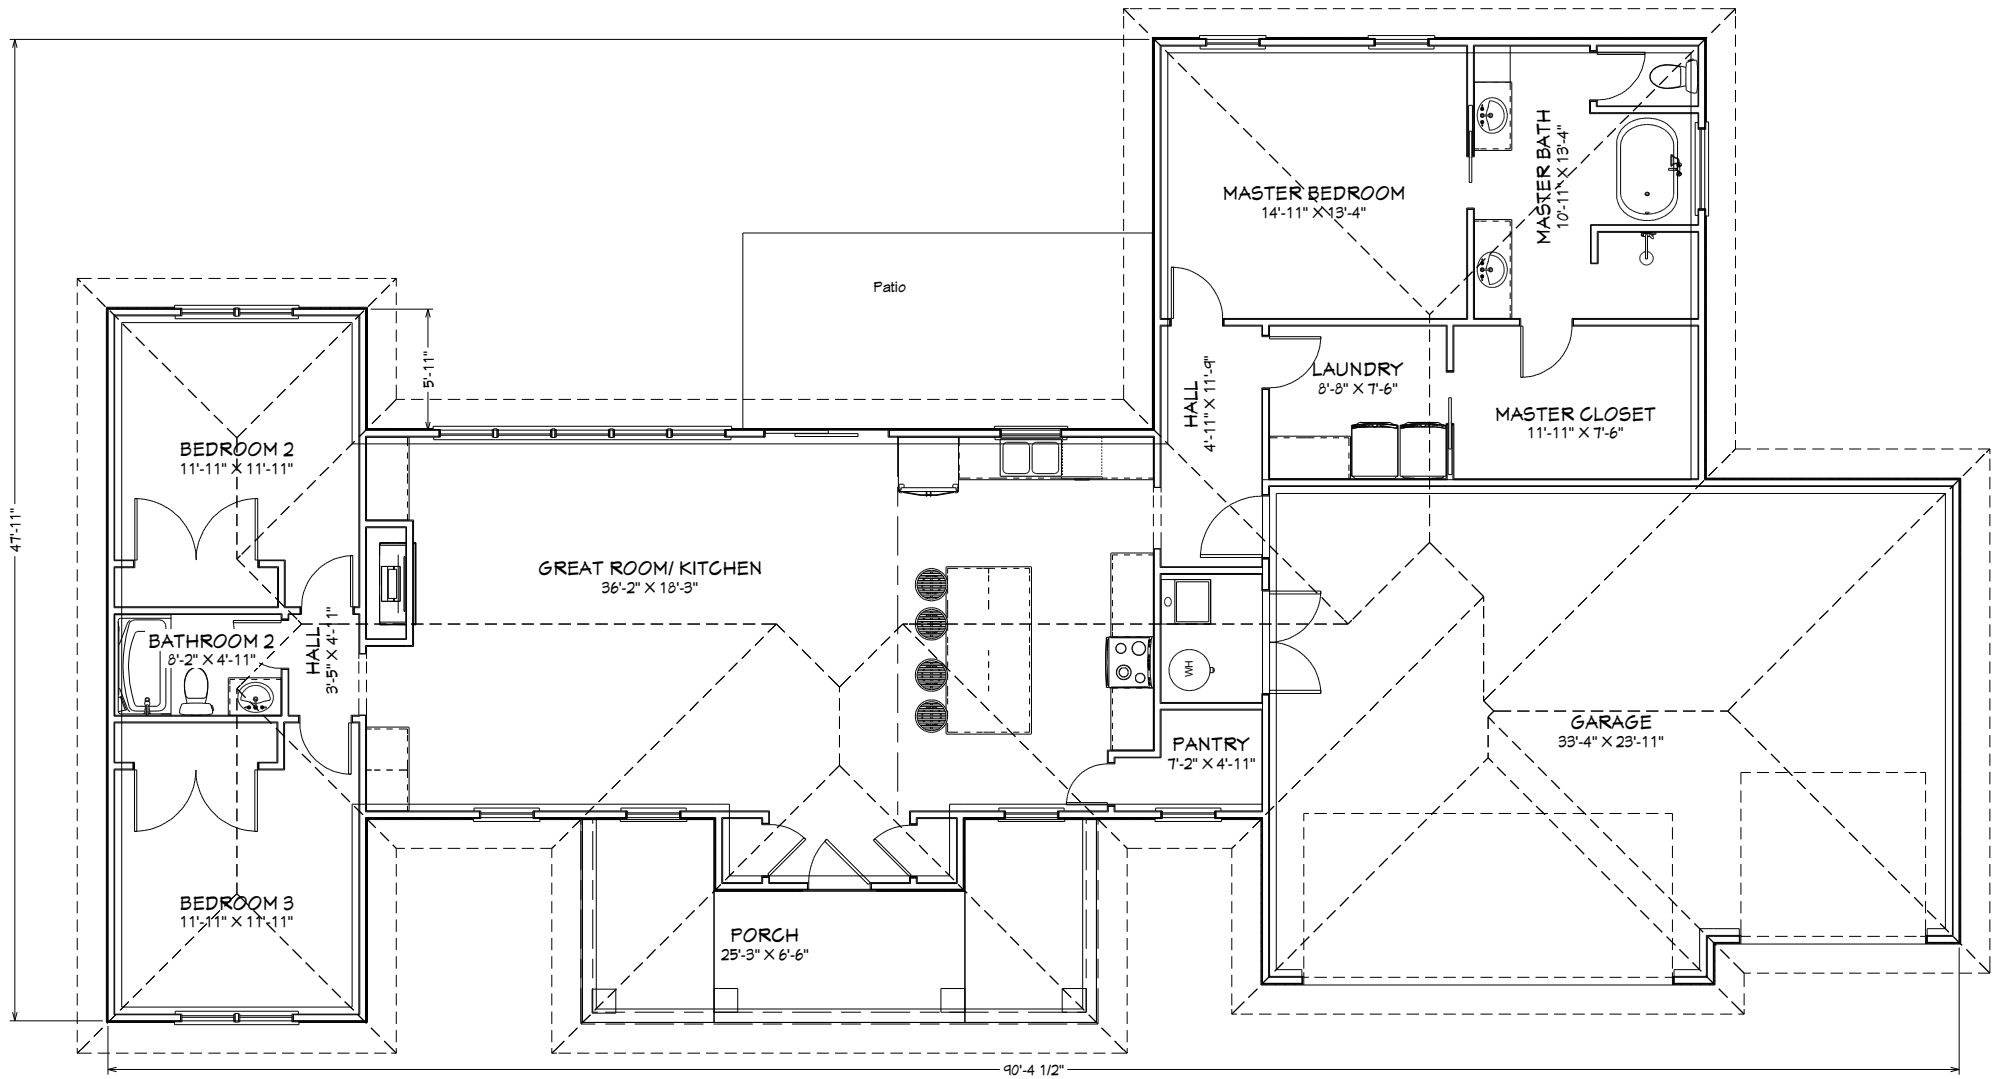 MASTER BEDROOM
14'-11" X 13'-4"
MASTER BATH
10'-11" X 13'-4"
Patio
5'-11"
47'-11"
HALL
4'-11" X 11'-9"
LAUNDRY
8'-8" X 7'-6"
MASTER CLOSET
11'-11" X 7'-6"
BEDROOM 2
11'-11" X 11'-11"
GREAT ROOM/ KITCHEN
36'-2" X 18'-3"
BATHROOM 2
8'-2" X 4'-11"
HALL
3'-5" X 4'-11"
WH
PANTRY
7'-2" X 4'-11"
GARAGE
33'-4" X 23'-11"
BEDROOM 3
11'-11" X 11'-11"
PORCH
25'-3" X 6'-6"
90'-4 1/2"